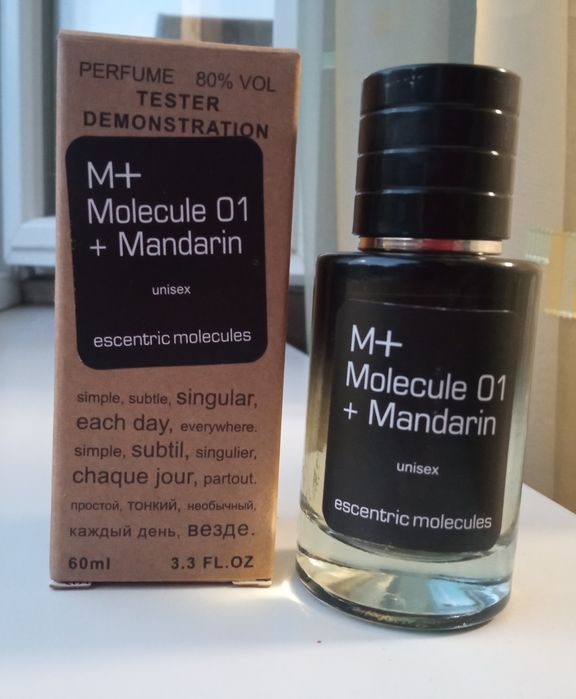 PERFUME 80% VOL
TESTER
DEMONSTRATION
M+
Molecule 01
+ Mandarin
unisex
escentric molecules
simple, subtle, singular,
each day, everywhere.
simple, subtil, singulier,
chaque jour, partout.
простой, тонкий, необычный,
каждый день, везде.
60ml 3.3 FL.OZ
M+
Molecule 01
+ Mandarin
unisex
escentric molecules